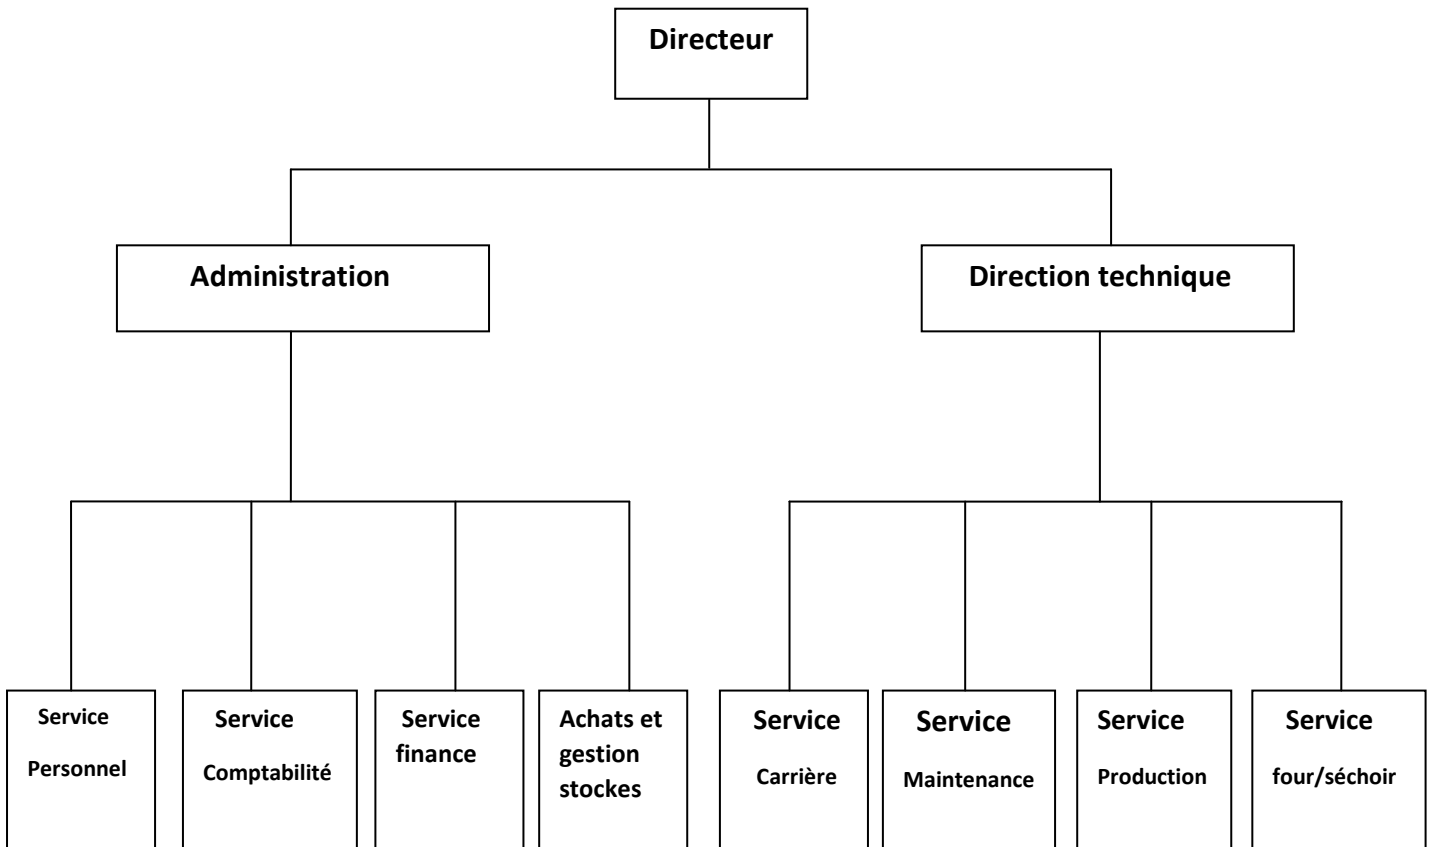 Directeur
Administration
Direction technique
Service
Personnel
Service
Comptabilité
Service
finance
Achats et
gestion
stockes
Service
Carrière
Service
Maintenance
Service
Production
Service
four/séchoir